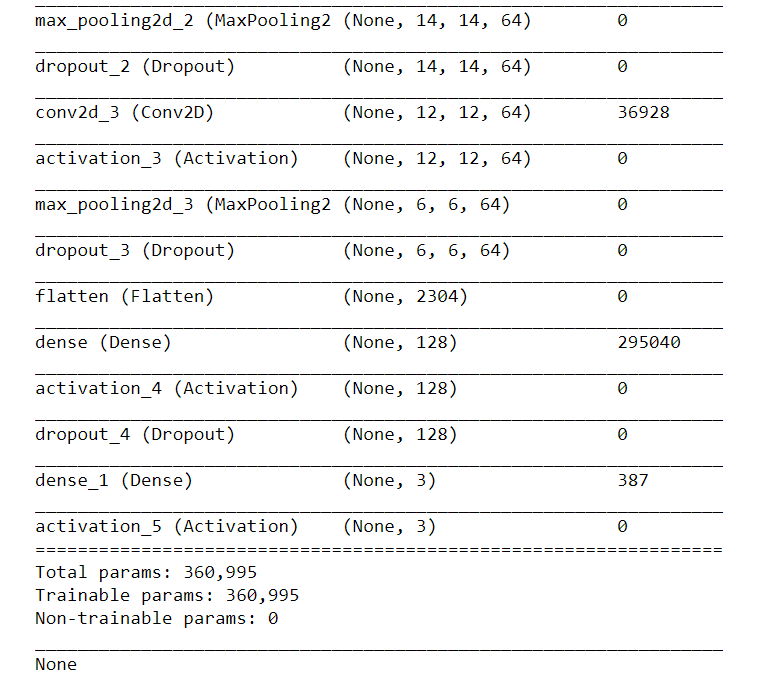 _________________________________________________________________
max_pooling2d_2 (MaxPooling2 (None, 14, 14, 64)        0
_________________________________________________________________
dropout_2 (Dropout)          (None, 14, 14, 64)        0
_________________________________________________________________
conv2d_3 (Conv2D)            (None, 12, 12, 64)        36928
_________________________________________________________________
activation_3 (Activation)    (None, 12, 12, 64)        0
_________________________________________________________________
max_pooling2d_3 (MaxPooling2 (None, 6, 6, 64)          0
_________________________________________________________________
dropout_3 (Dropout)          (None, 6, 6, 64)          0
_________________________________________________________________
flatten (Flatten)            (None, 2304)              0
_________________________________________________________________
dense (Dense)                (None, 128)               295040
_________________________________________________________________
activation_4 (Activation)    (None, 128)               0
_________________________________________________________________
dropout_4 (Dropout)          (None, 128)               0
_________________________________________________________________
dense_1 (Dense)              (None, 3)                 387
_________________________________________________________________
activation_5 (Activation)    (None, 3)                 0
=================================================================
Total params: 360,995
Trainable params: 360,995
Non-trainable params: 0
_________________________________________________________________
None